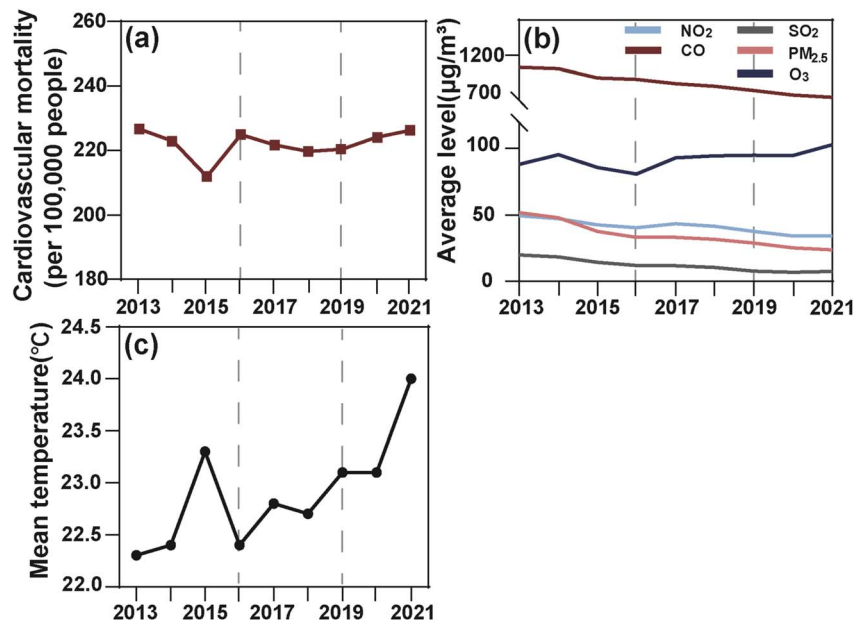 (a)
Cardiovascular mortality
(per 100,000 people)
260
240
220
200
180
2013
2015
2017
2019
2021
(b)
NO₂
SO₂
CO
PM₂.₅
O₃
Average level(μg/m³)
1200
700
100
50
0
2013
2015
2017
2019
2021
(c)
Mean temperature(°C)
24.5
24.0
23.5
23.0
22.5
22.0
2013
2015
2017
2019
2021